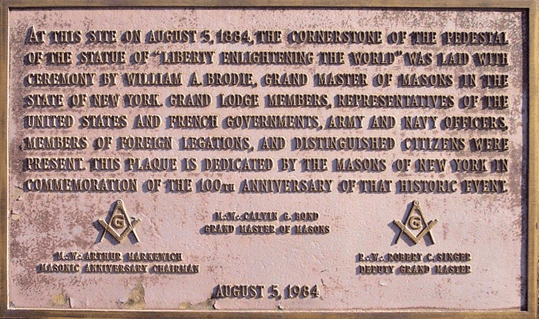 AT THIS SITE ON AUGUST 5, 1884, THE CORNERSTONE OF THE PEDESTAL
OF THE STATUE OF "LIBERTY ENLIGHTENING THE WORLD" WAS LAID WITH
CEREMONY BY WILLIAM A. BRODIE, GRAND MASTER OF MASONS IN THE
STATE OF NEW YORK. GRAND LODGE MEMBERS, REPRESENTATIVES OF THE
UNITED STATES AND FRENCH GOVERNMENTS, ARMY AND NAVY OFFICERS,
MEMBERS OF FOREIGN LEGATIONS, AND DISTINGUISHED CITIZENS WERE
PRESENT. THIS PLAQUE IS DEDICATED BY THE MASONS OF NEW YORK IN
COMMEMORATION OF THE 100TH ANNIVERSARY OF THAT HISTORIC EVENT.
M∴W∴ CALVIN G. BOND
GRAND MASTER OF MASONS
G
G
M∴W∴ ARTHUR MARKEWICH
MASONIC ANNIVERSARY CHAIRMAN
R∴W∴ ROBERT C. SINGER
DEPUTY GRAND MASTER
AUGUST 5, 1984